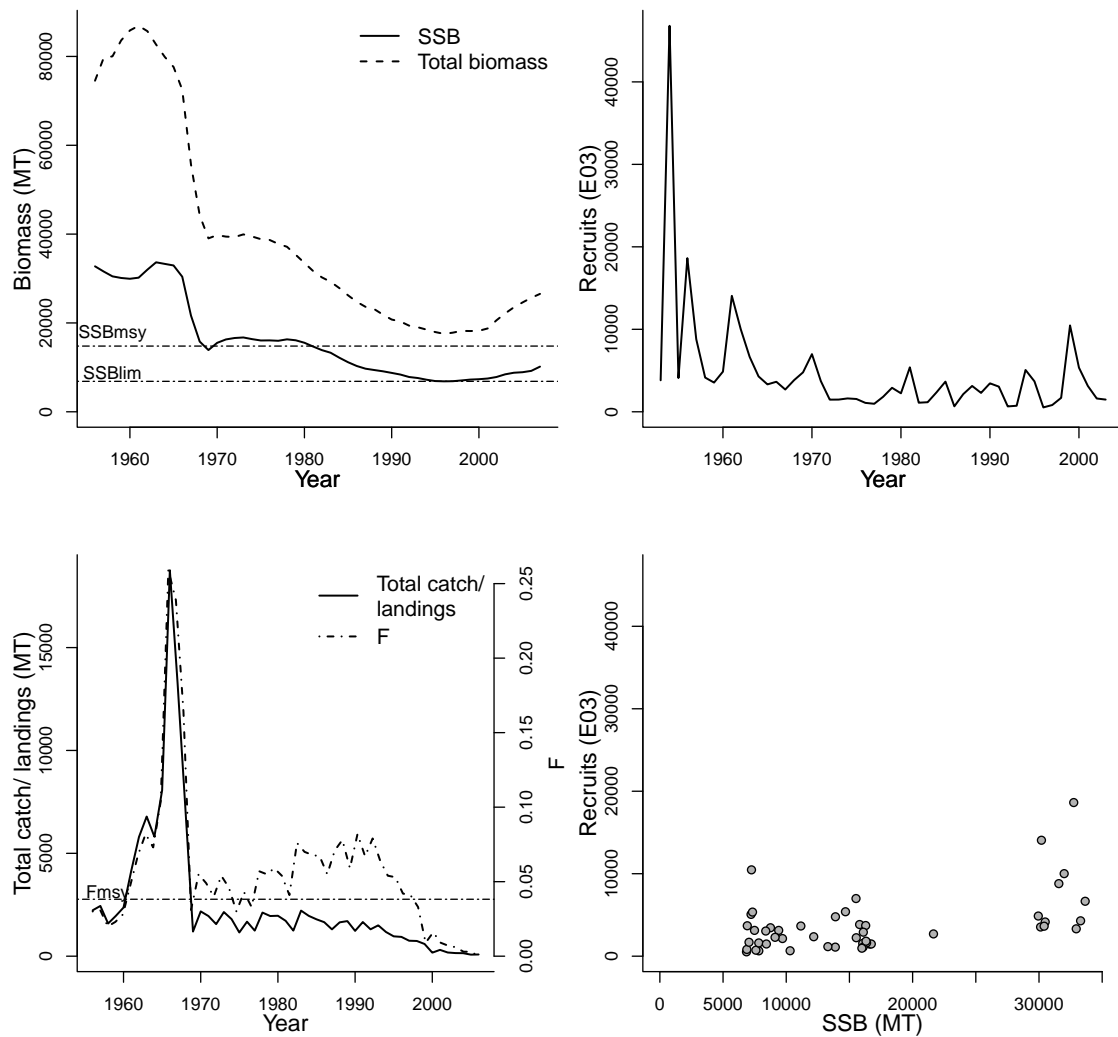 SSB
Total biomass
Biomass (MT)
0
20000
40000
60000
80000
SSBmsy
SSBlim
1960 1970 1980 1990 2000
Year
Recruits (E03)
0
10000
20000
30000
40000
1960 1970 1980 1990 2000
Year
Total catch/
landings
F
Total catch/ landings (MT)
0
5000
10000
15000
Fmsy
0.00
0.05
0.10
0.15
0.20
0.25
F
1960 1970 1980 1990 2000
Year
Recruits (E03)
0
10000
20000
30000
40000
0 5000 10000 20000 30000
SSB (MT)